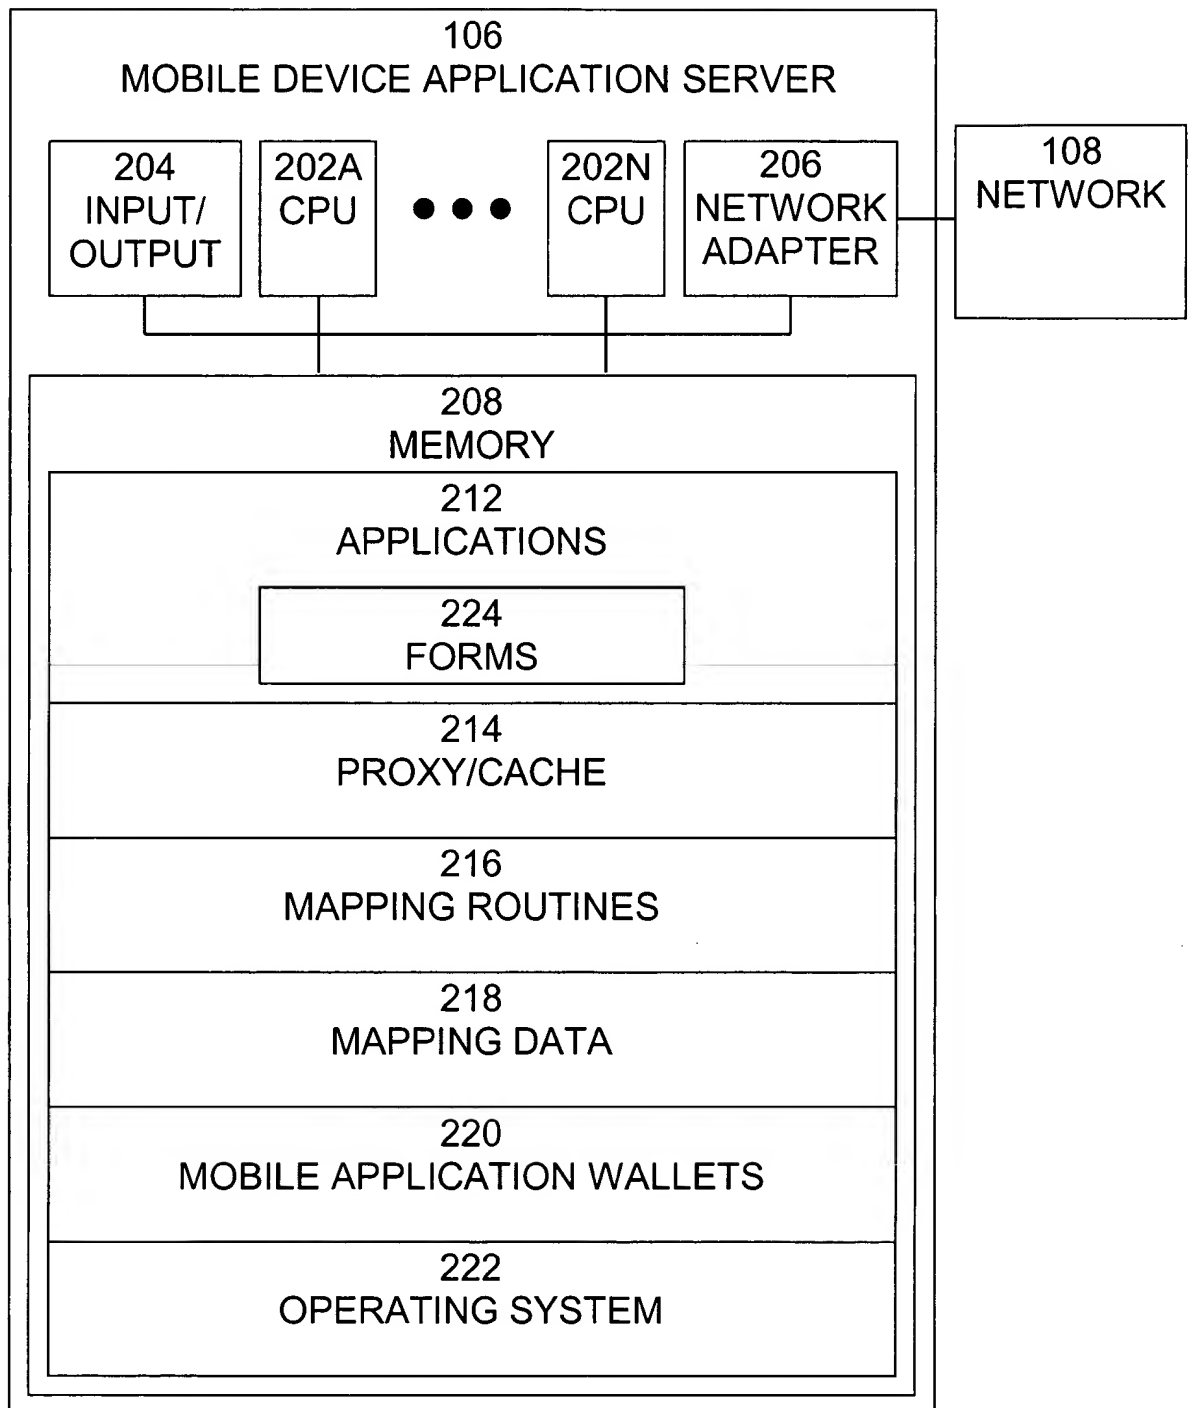 106
MOBILE DEVICE APPLICATION SERVER
204
INPUT/
OUTPUT
202A
CPU
202N
CPU
206
NETWORK
ADAPTER
108
NETWORK
208
MEMORY
212
APPLICATIONS
224
FORMS
214
PROXY/CACHE
216
MAPPING ROUTINES
218
MAPPING DATA
220
MOBILE APPLICATION WALLETS
222
OPERATING SYSTEM